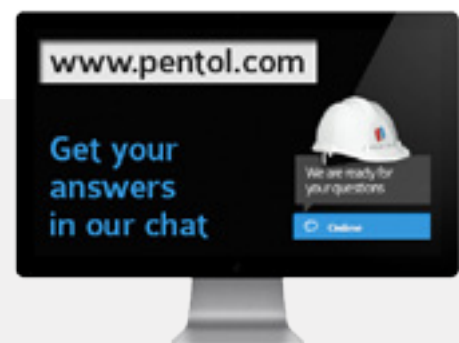 www.pentol.com
Get your
answers
in our chat
We are ready for
your questions
Online